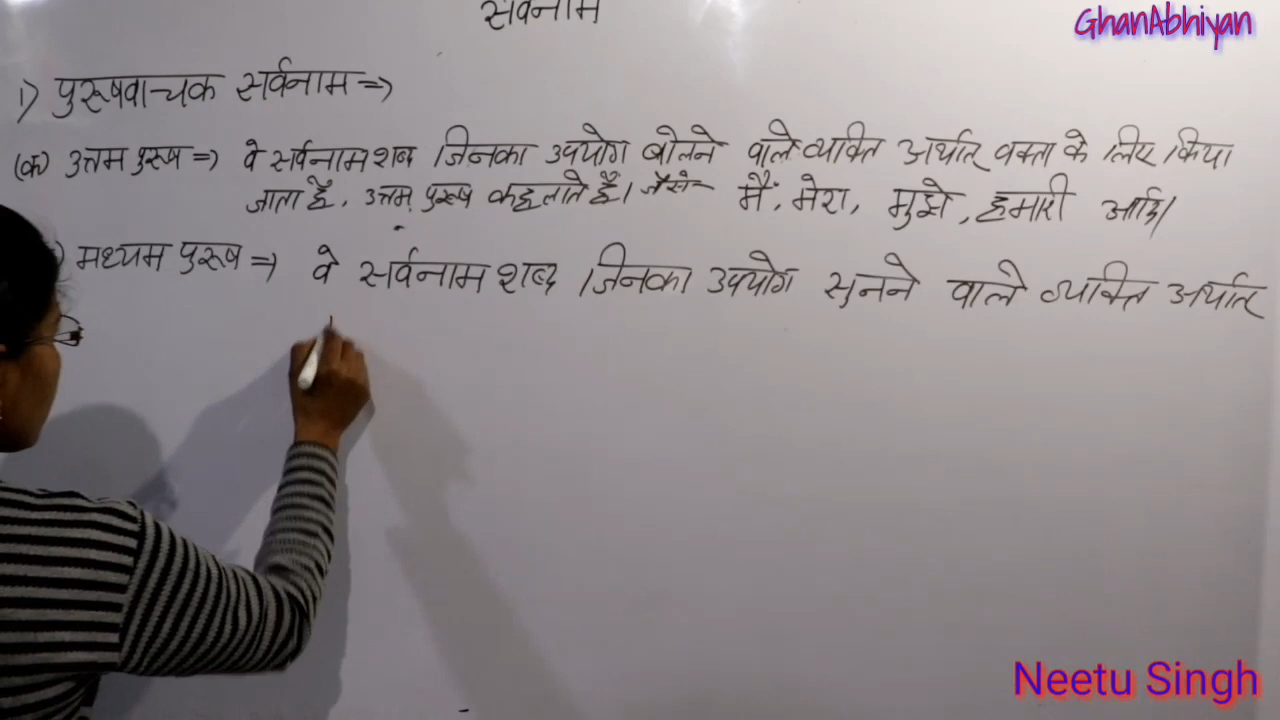 सर्वनाम
GhanAbhiyan
1) पुरूषवाचक सर्वनाम =>
(क) उत्तम पुरूष => वे सर्वनाम शब्द जिनका उपयोग बोलने वाले व्यक्ति अर्थात् वक्ता के लिए किया
जाता है, उत्तम पुरूष कहलाते हैं। जैसे- मैं, मेरा, मुझे, हमारी आदि।
) मध्यम पुरूष => वे सर्वनाम शब्द जिनका उपयोग सुनने वाले व्यक्ति अर्थात्
Neetu Singh